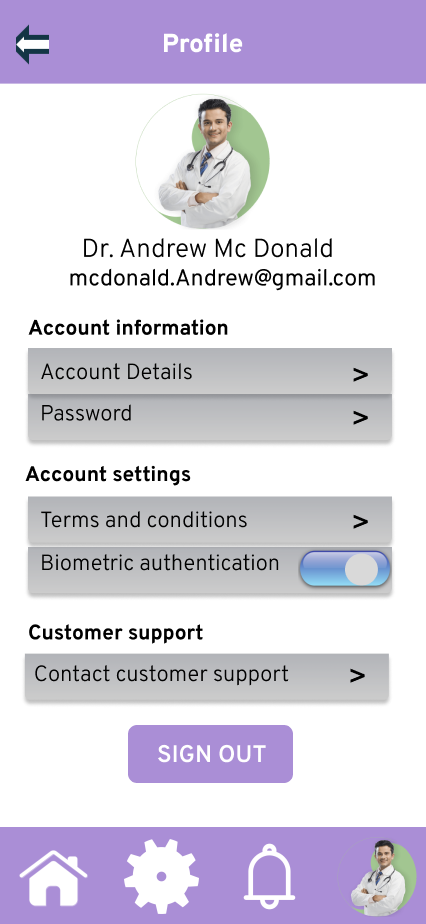 Profile
Dr. Andrew Mc Donald
mcdonald.Andrew@gmail.com
Account information
Account Details >
Password >
Account settings
Terms and conditions >
Biometric authentication
Customer support
Contact customer support >
SIGN OUT